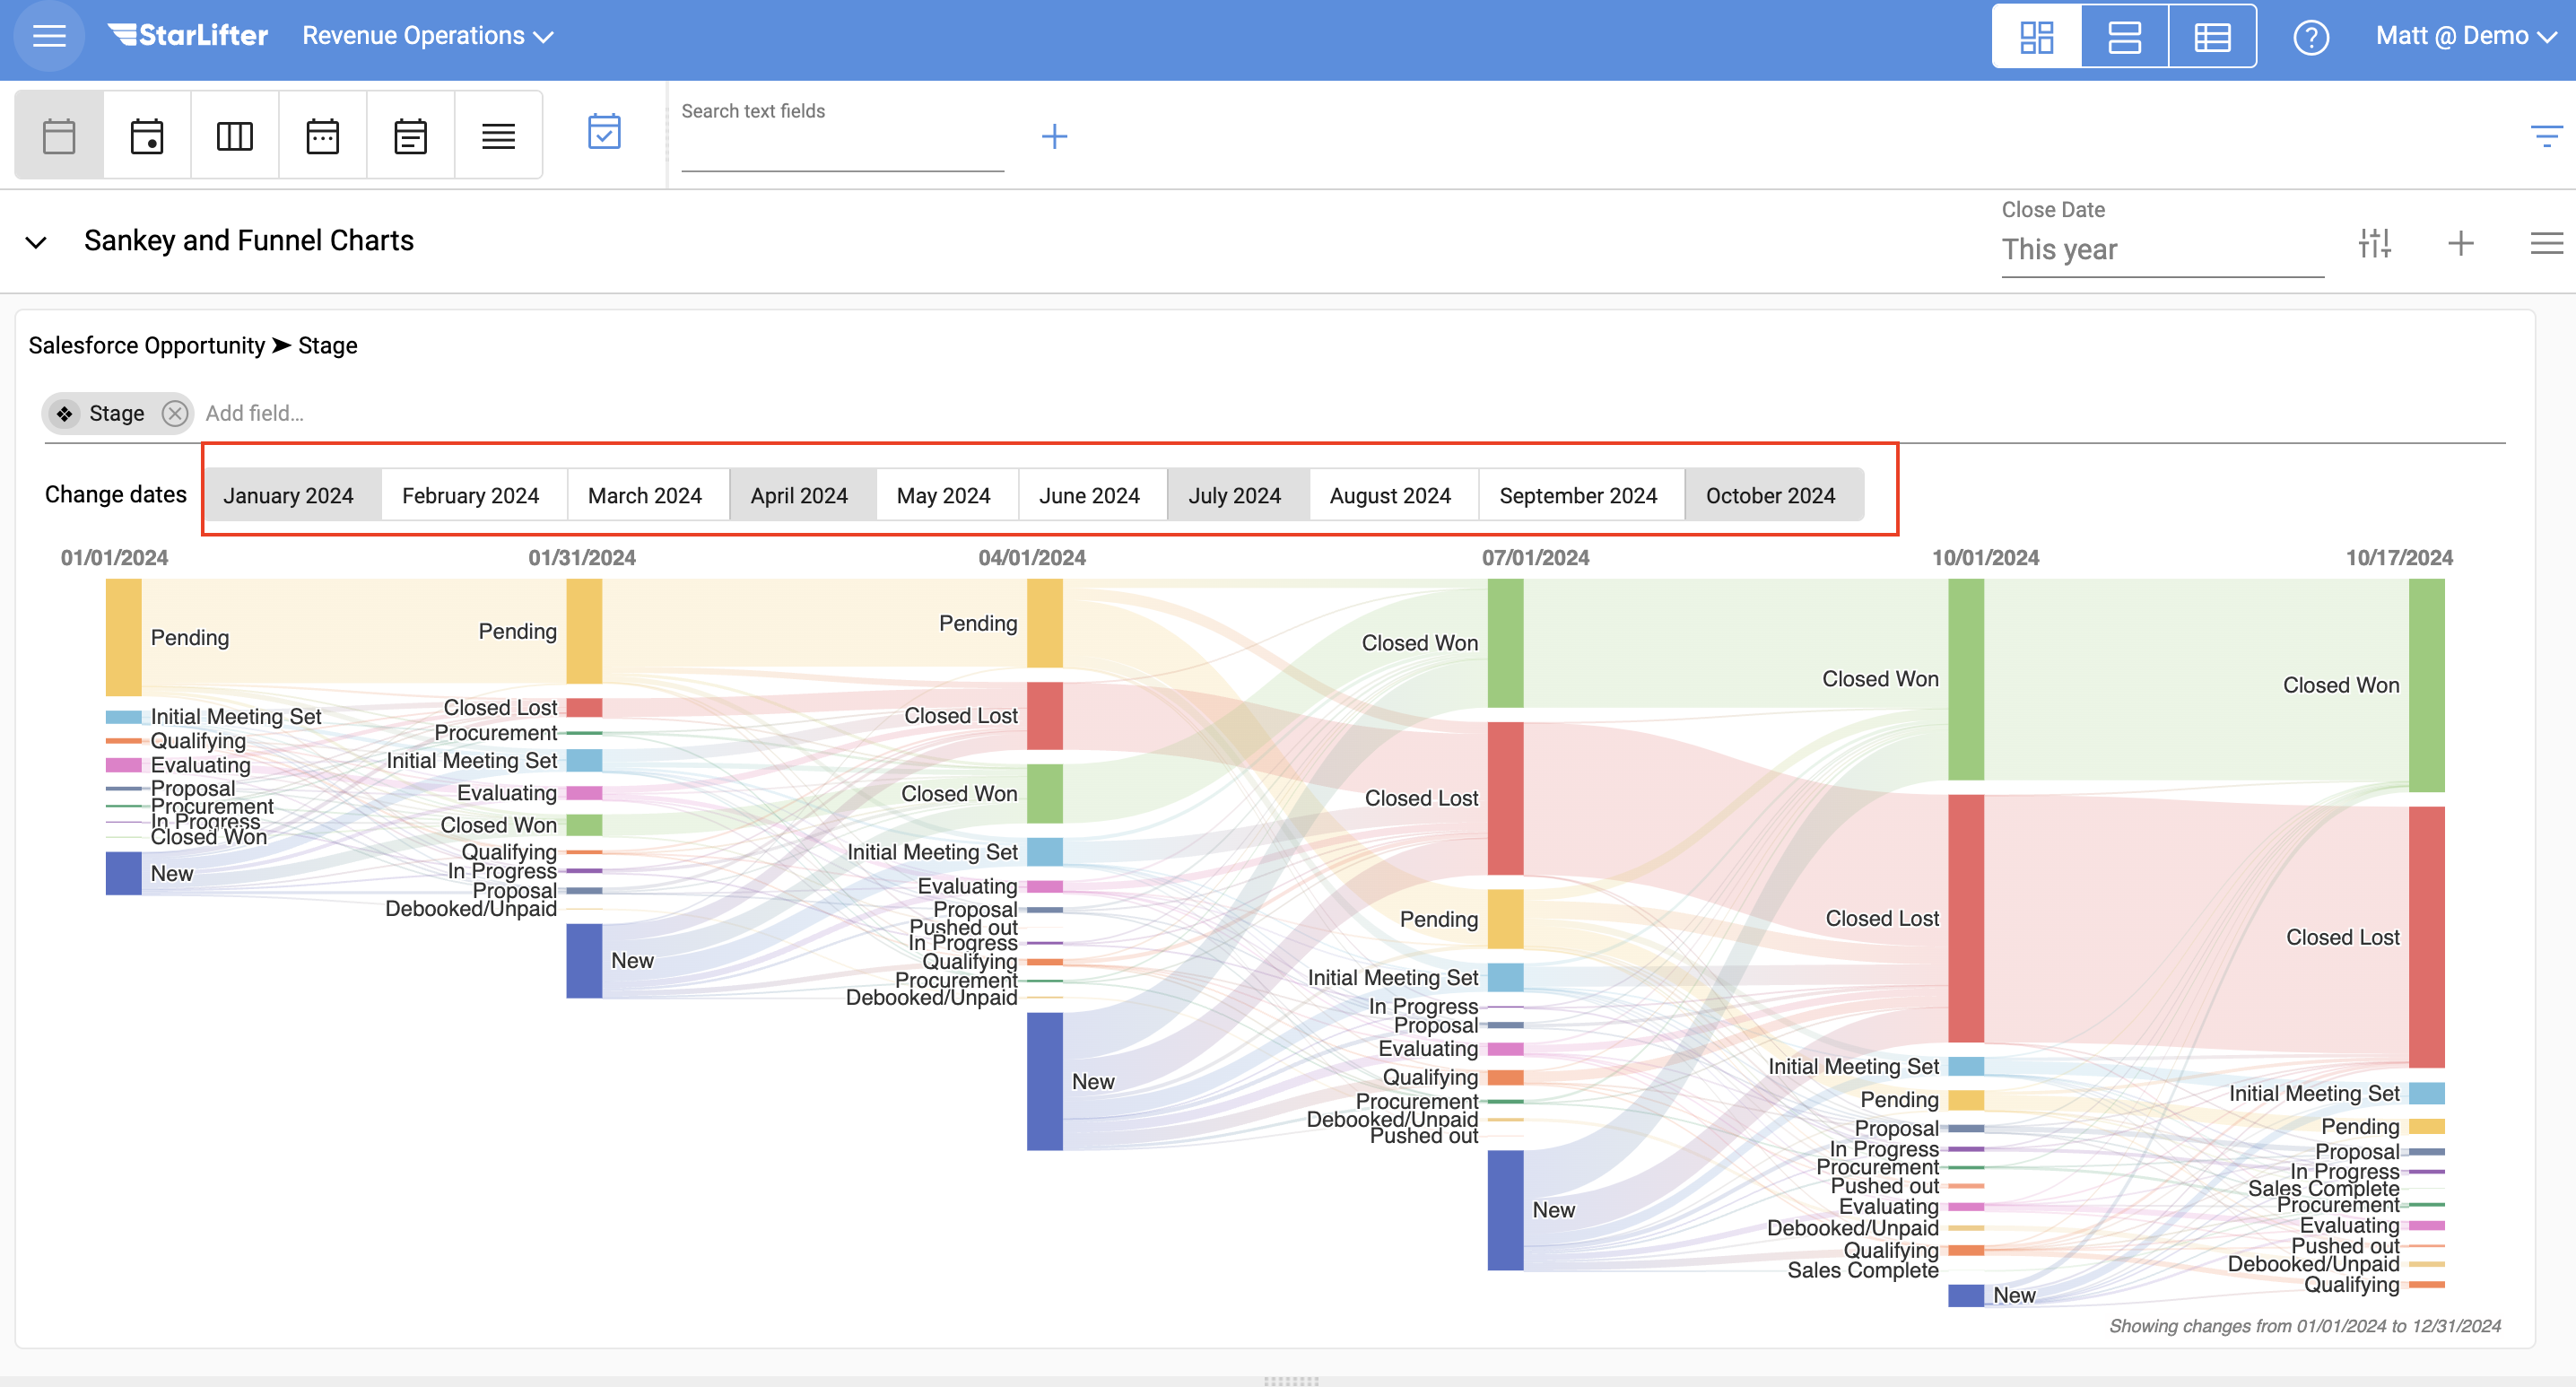 StarLifter Revenue Operations ? Matt @ Demo
Search text fields
Sankey and Funnel Charts
Close Date
This year
Salesforce Opportunity ➤ Stage
Stage Add field...
Change dates January 2024 February 2024 March 2024 April 2024 May 2024 June 2024 July 2024 August 2024 September 2024 October 2024
01/01/2024 01/31/2024 04/01/2024 07/01/2024 10/01/2024 10/17/2024
Pending
Initial Meeting Set
Qualifying
Evaluating
Proposal
Procurement
In Progress
Closed Won
New
Pending
Closed Lost
Procurement
Initial Meeting Set
Evaluating
Closed Won
Qualifying
In Progress
Proposal
Debooked/Unpaid
New
Pending
Closed Lost
Closed Won
Initial Meeting Set
Evaluating
Proposal
Pushed out
In Progress
Qualifying
Procurement
Debooked/Unpaid
New
Closed Won
Closed Lost
Pending
Initial Meeting Set
In Progress
Proposal
Evaluating
Qualifying
Procurement
Debooked/Unpaid
Pushed out
New
Closed Won
Closed Lost
Initial Meeting Set
Pending
Proposal
In Progress
Procurement
Pushed out
Evaluating
Debooked/Unpaid
Qualifying
Sales Complete
New
Closed Won
Closed Lost
Initial Meeting Set
Pending
Proposal
In Progress
Sales Complete
Procurement
Evaluating
Pushed out
Debooked/Unpaid
Qualifying
Showing changes from 01/01/2024 to 12/31/2024